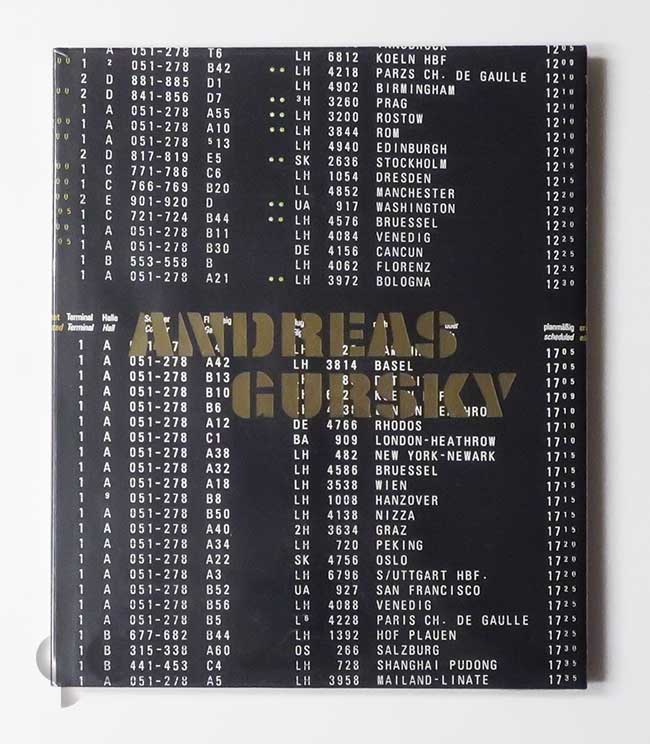 1 A 051-278 T6 1205
1 051-278 B42 LH 6812 KOELN HBF 1209
2 D 881-885 D1 LH 4218 PARZS CH. DE GAULLE 1210
2 D 841-856 D7 LH 4902 BIRMINGHAM 1210
1 A 051-278 A55 3260 PRAG 1210
1 A 051-278 A10 LH 3200 ROSTOW 1210
1 A 051-278 LH 3844 ROM 1210
2 D 817-819 E5 LH 4940 EDINBURGH 1210
1 C 771-786 C6 SK 2636 STOCKHOLM 1215
1 C 766-769 B20 LH 1054 DRESDEN 1215
2 E 901-920 D LL 4852 MANCHESTER 1220
1 C 721-724 B44 UA 917 WASHINGTON 1220
1 A 051-278 B11 LH 4576 BRUESSEL 1220
1 A 051-278 B30 LH 4084 VENEDIG 1225
1 B 553-558 B DE 4156 CANCUN 1225
1 A 051-278 A21 LH 4062 FLORENZ 1225
LH 3972 BOLOGNA 1230
Terminal Halle planmäßig
Terminal Hall scheduled
ANDREAS
GURSKY
1 A 051-278 LH 1705
1 A 051-278 A42 LH 3814 BASEL 1705
1 A 051-278 B13 LH 1705
1 A 051-278 B10 LH 1709
1 A 051-278 B6 LH 1710
1 A 051-278 A12 DE 4766 RHODOS 1710
1 A 051-278 C1 BA 909 LONDON-HEATHROW 1710
1 A 051-278 A38 LH 482 NEW YORK-NEWARK 1715
1 A 051-278 A32 LH 4586 BRUESSEL 1715
1 A 051-278 A18 LH 3538 WIEN 1715
1 9 051-278 B8 LH 1008 HANZOVER 1715
1 A 051-278 B50 LH 4138 NIZZA 1715
1 A 051-278 A40 2H 3634 GRAZ 1715
1 A 051-278 A34 LH 720 PEKING 1720
1 A 051-278 A22 SK 4756 OSLO 1720
1 A 051-278 A3 LH 6796 S/UTTGART HBF. 1720
1 A 051-278 B52 UA 927 SAN FRANCISCO 1725
1 A 051-278 B56 LH 4088 VENEDIG 1725
1 A 051-278 B5 L6 4228 PARIS CH. DE GAULLE 1725
1 B 677-682 B44 LH 1392 HOF PLAUEN 1725
1 B 315-338 A60 OS 266 SALZBURG 1730
1 B 441-453 C4 LH 728 SHANGHAI PUDONG 1735
1 A 051-278 A5 LH 3958 MAILAND-LINATE 1735